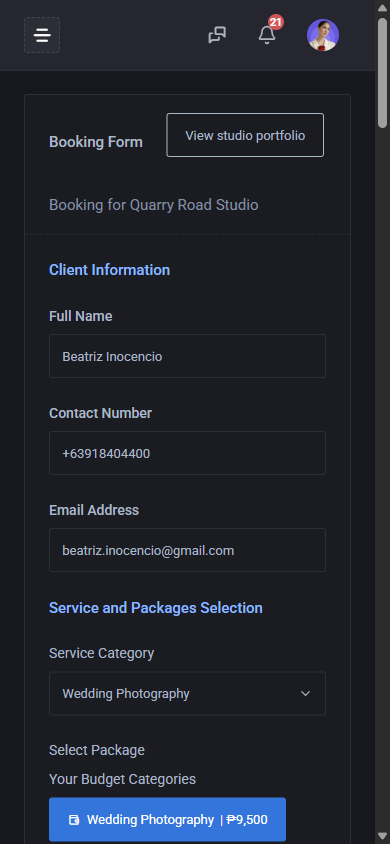 21
Booking Form
View studio portfolio
Booking for Quarry Road Studio
Client Information
Full Name
Beatriz Inocencio
Contact Number
+63918404400
Email Address
beatriz.inocencio@gmail.com
Service and Packages Selection
Service Category
Wedding Photography
Select Package
Your Budget Categories
Wedding Photography | ₱9,500